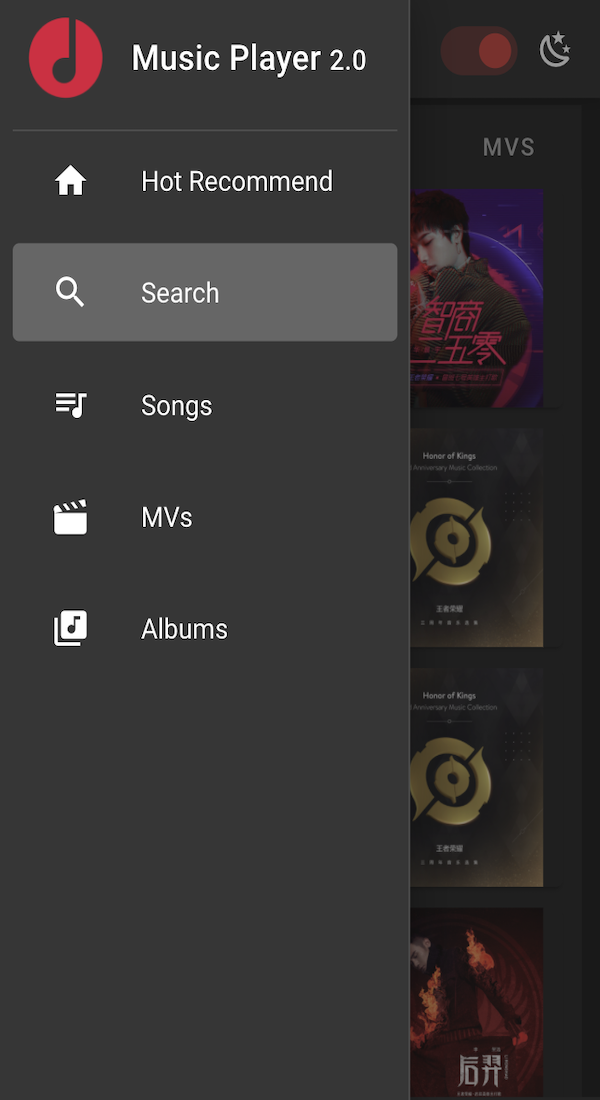 Music Player 2.0
Hot Recommend
Search
Songs
MVs
Albums
MVS
智商
二五零
Honor of Kings
Anniversary Music Collection
王者荣耀
Honor of Kings
Anniversary Music Collection
王者荣耀
后羿